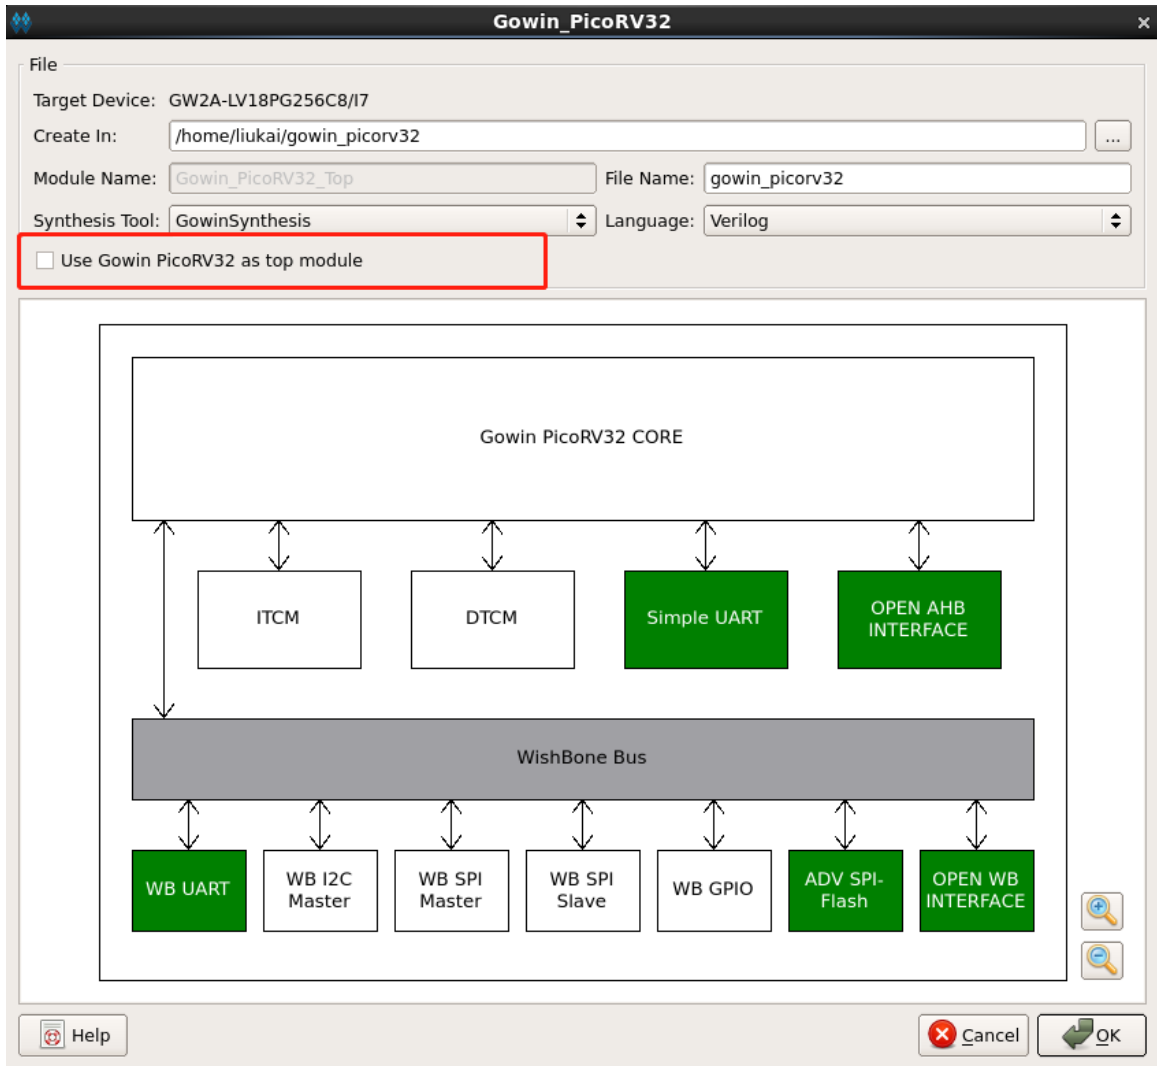 Gowin_PicoRV32
File
Target Device: GW2A-LV18PG256C8/I7
Create In: /home/liukai/gowin_picorv32 ...
Module Name: Gowin_PicoRV32_Top File Name: gowin_picorv32
Synthesis Tool: GowinSynthesis Language: Verilog
Use Gowin PicoRV32 as top module
Gowin PicoRV32 CORE
ITCM
DTCM
Simple UART
OPEN AHB
INTERFACE
WishBone Bus
WB UART
WB I2C
Master
WB SPI
Master
WB SPI
Slave
WB GPIO
ADV SPI-
Flash
OPEN WB
INTERFACE
Help
Cancel
OK